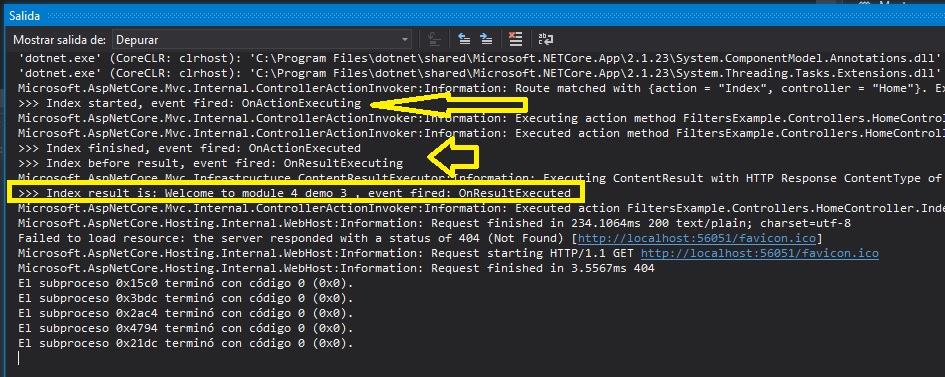 Salida
Mostrar salida de: Depurar
'dotnet.exe' (CoreCLR: clrhost): 'C:\Program Files\dotnet\shared\Microsoft.NETCore.App\2.1.23\System.ComponentModel.Annotations.dll'
'dotnet.exe' (CoreCLR: clrhost): 'C:\Program Files\dotnet\shared\Microsoft.NETCore.App\2.1.23\System.Threading.Tasks.Extensions.dll'
Microsoft.AspNetCore.Mvc.Internal.ControllerActionInvoker:Information: Route matched with {action = "Index", controller = "Home"}. Ex
>>> Index started, event fired: OnActionExecuting
Microsoft.AspNetCore.Mvc.Internal.ControllerActionInvoker:Information: Executing action method FiltersExample.Controllers.HomeControl
Microsoft.AspNetCore.Mvc.Internal.ControllerActionInvoker:Information: Executed action method FiltersExample.Controllers.HomeControll
>>> Index finished, event fired: OnActionExecuted
>>> Index before result, event fired: OnResultExecuting
Microsoft.AspNetCore.Mvc.Infrastructure.ContentResultExecutor:Information: Executing ContentResult with HTTP Response ContentType of
>>> Index result is: Welcome to module 4 demo 3 , event fired: OnResultExecuted
Microsoft.AspNetCore.Mvc.Internal.ControllerActionInvoker:Information: Executed action FiltersExample.Controllers.HomeController.Inde
Microsoft.AspNetCore.Hosting.Internal.WebHost:Information: Request finished in 234.1064ms 200 text/plain; charset=utf-8
Failed to load resource: the server responded with a status of 404 (Not Found) [http://localhost:56051/favicon.ico]
Microsoft.AspNetCore.Hosting.Internal.WebHost:Information: Request starting HTTP/1.1 GET http://localhost:56051/favicon.ico
Microsoft.AspNetCore.Hosting.Internal.WebHost:Information: Request finished in 3.5567ms 404
El subproceso 0x15c0 terminó con código 0 (0x0).
El subproceso 0x3bdc terminó con código 0 (0x0).
El subproceso 0x2ac4 terminó con código 0 (0x0).
El subproceso 0x4794 terminó con código 0 (0x0).
El subproceso 0x21dc terminó con código 0 (0x0).